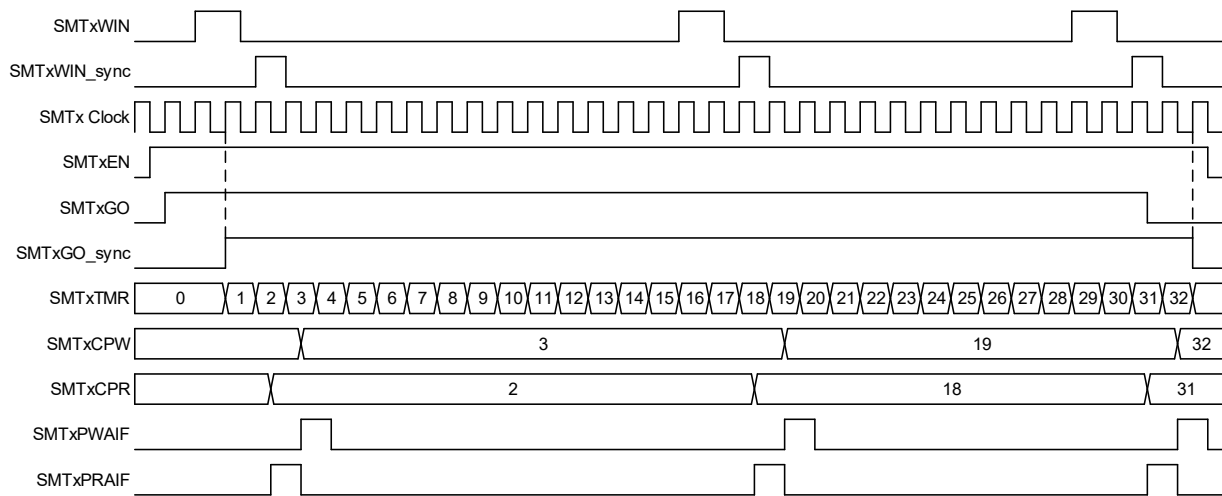 SMTxWIN
SMTxWIN_sync
SMTx Clock
SMTxEN
SMTxGO
SMTxGO_sync
SMTxTMR 0 1 2 3 4 5 6 7 8 9 10 11 12 13 14 15 16 17 18 19 20 21 22 23 24 25 26 27 28 29 30 31 32
SMTxCPW 3 19 32
SMTxCPR 2 18 31
SMTxPWAIF
SMTxPRAIF